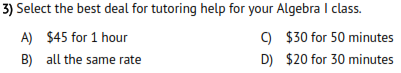 3) Select the best deal for tutoring help for your Algebra I class.
A) $45 for 1 hour C) $30 for 50 minutes
B) all the same rate D) $20 for 30 minutes